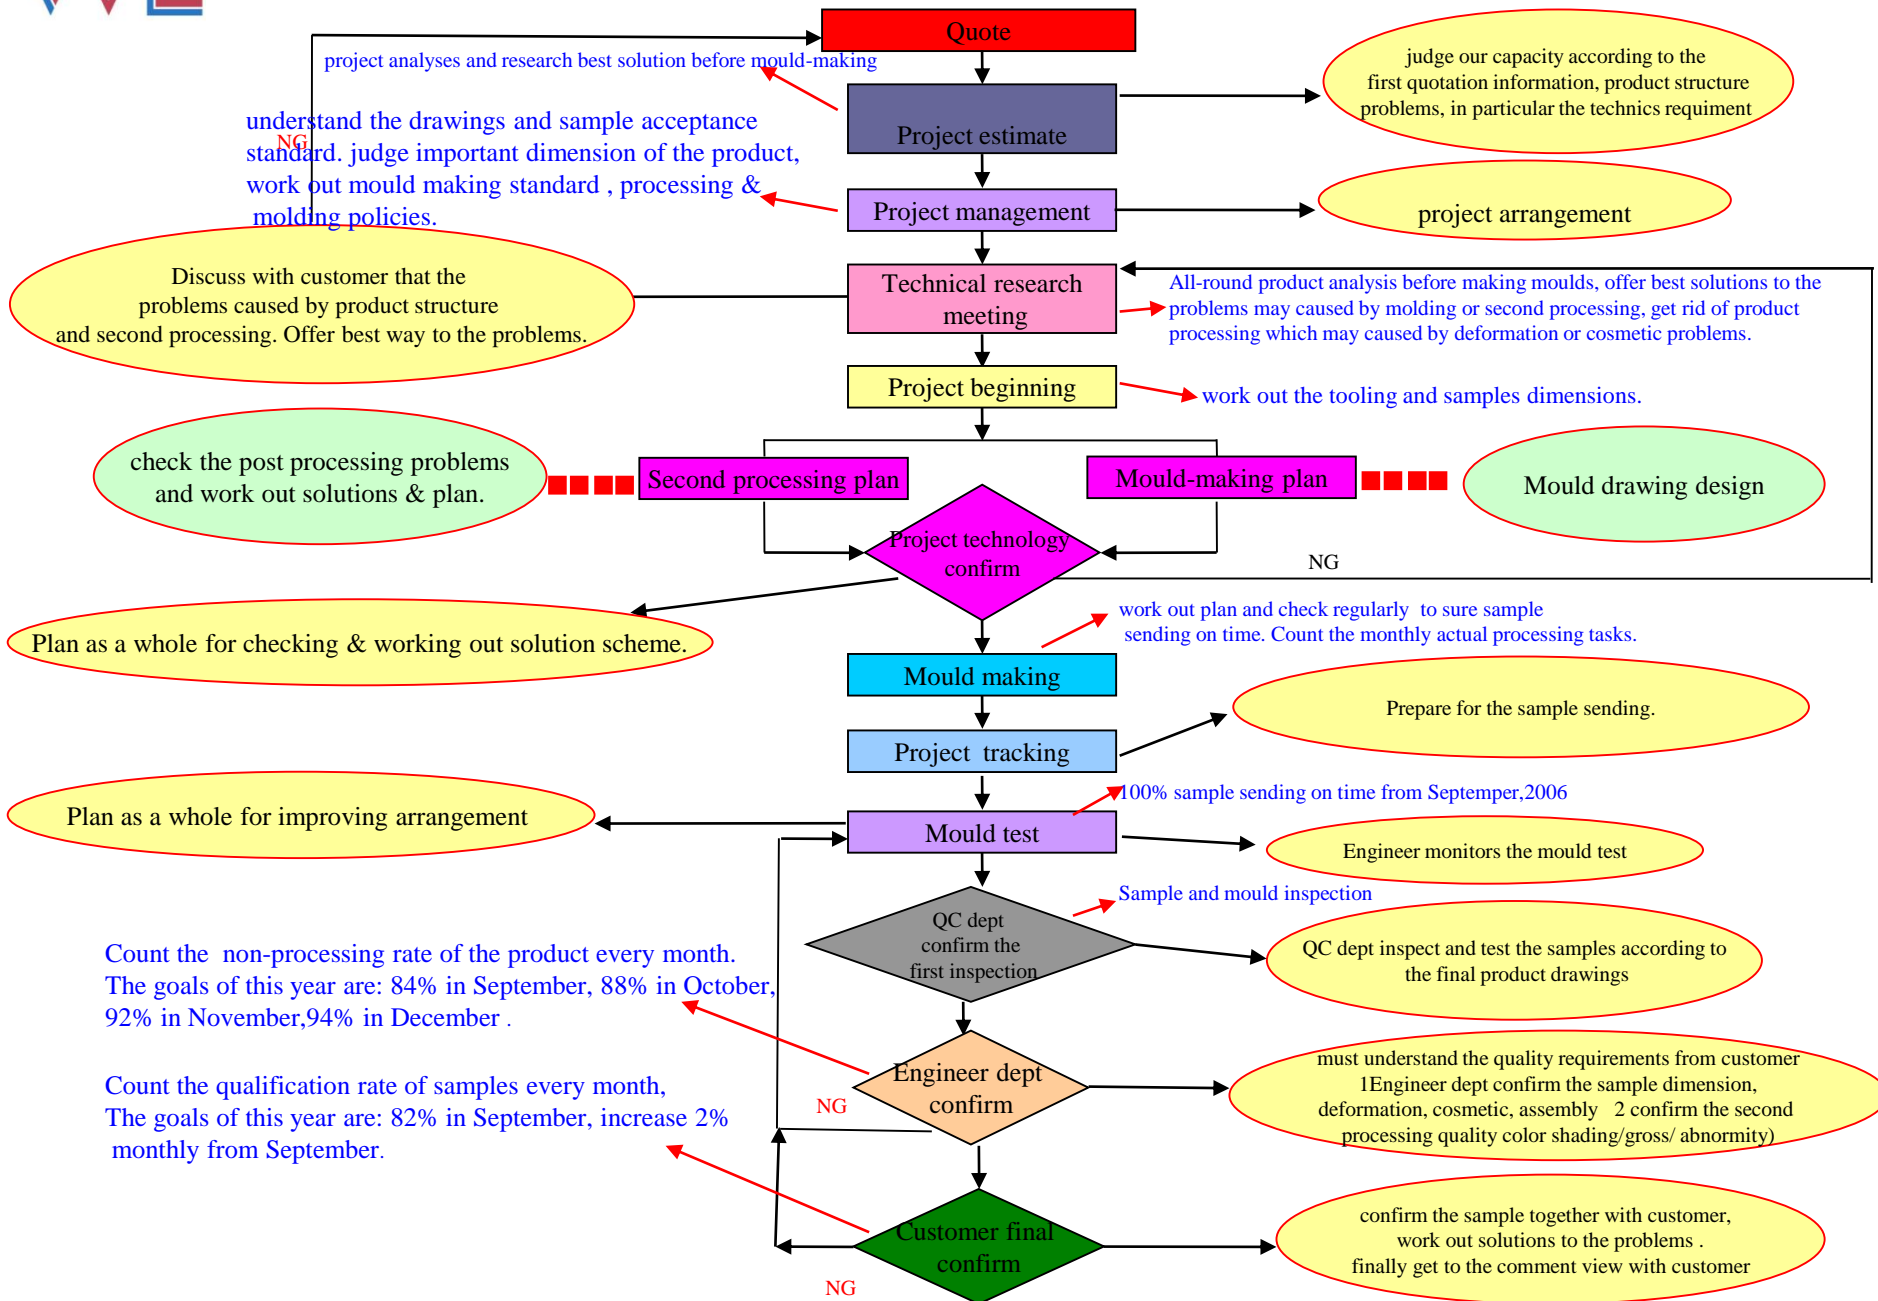 Quote
project analyses and research best solution before mould-making
judge our capacity according to the
first quotation information, product structure
problems, in particular the technics requiment
understand the drawings and sample acceptance
standard. judge important dimension of the product,
work out mould making standard , processing &
molding policies.
NG
Project estimate
Project management
project arrangement
Discuss with customer that the
problems caused by product structure
and second processing. Offer best way to the problems.
Technical research
meeting
All-round product analysis before making moulds, offer best solutions to the
problems may caused by molding or second processing, get rid of product
processing which may caused by deformation or cosmetic problems.
Project beginning
work out the tooling and samples dimensions.
check the post processing problems
and work out solutions & plan.
Second processing plan
Mould-making plan
Mould drawing design
Project technology
confirm
NG
Plan as a whole for checking & working out solution scheme.
work out plan and check regularly to sure sample
sending on time. Count the monthly actual processing tasks.
Mould making
Prepare for the sample sending.
Project tracking
100% sample sending on time from Septemper,2006
Plan as a whole for improving arrangement
Mould test
Engineer monitors the mould test
Sample and mould inspection
QC dept
confirm the
first inspection
QC dept inspect and test the samples according to
the final product drawings
Count the non-processing rate of the product every month.
The goals of this year are: 84% in September, 88% in October,
92% in November,94% in December .
Engineer dept
confirm
NG
must understand the quality requirements from customer
1Engineer dept confirm the sample dimension,
deformation, cosmetic, assembly 2 confirm the second
processing quality color shading/gross/ abnormity)
Count the qualification rate of samples every month,
The goals of this year are: 82% in September, increase 2%
monthly from September.
Customer final
confirm
NG
confirm the sample together with customer,
work out solutions to the problems .
finally get to the comment view with customer